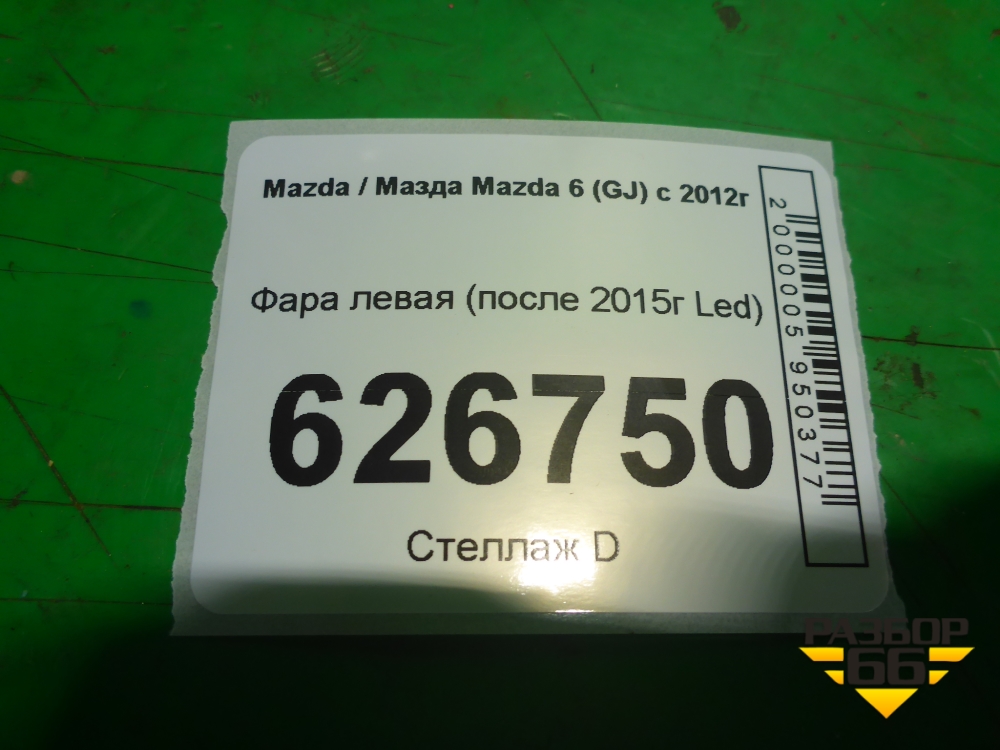 Mazda / Мазда Mazda 6 (GJ) с 2012г
Фара левая (после 2015г Led)
626750
Стеллаж D
2000005950377
РАЗБОР
66